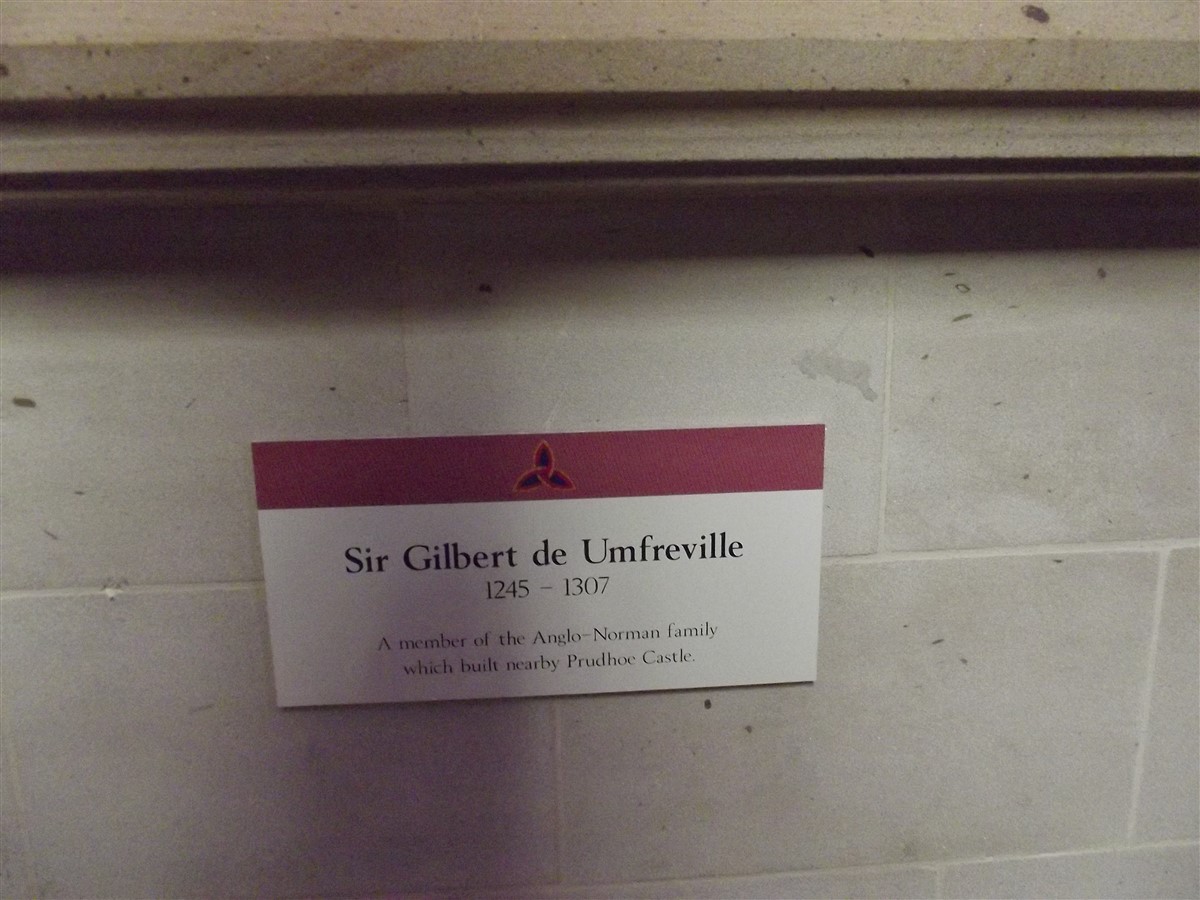 Sir Gilbert de Umfreville
1245 – 1307
A member of the Anglo-Norman family
which built nearby Prudhoe Castle.